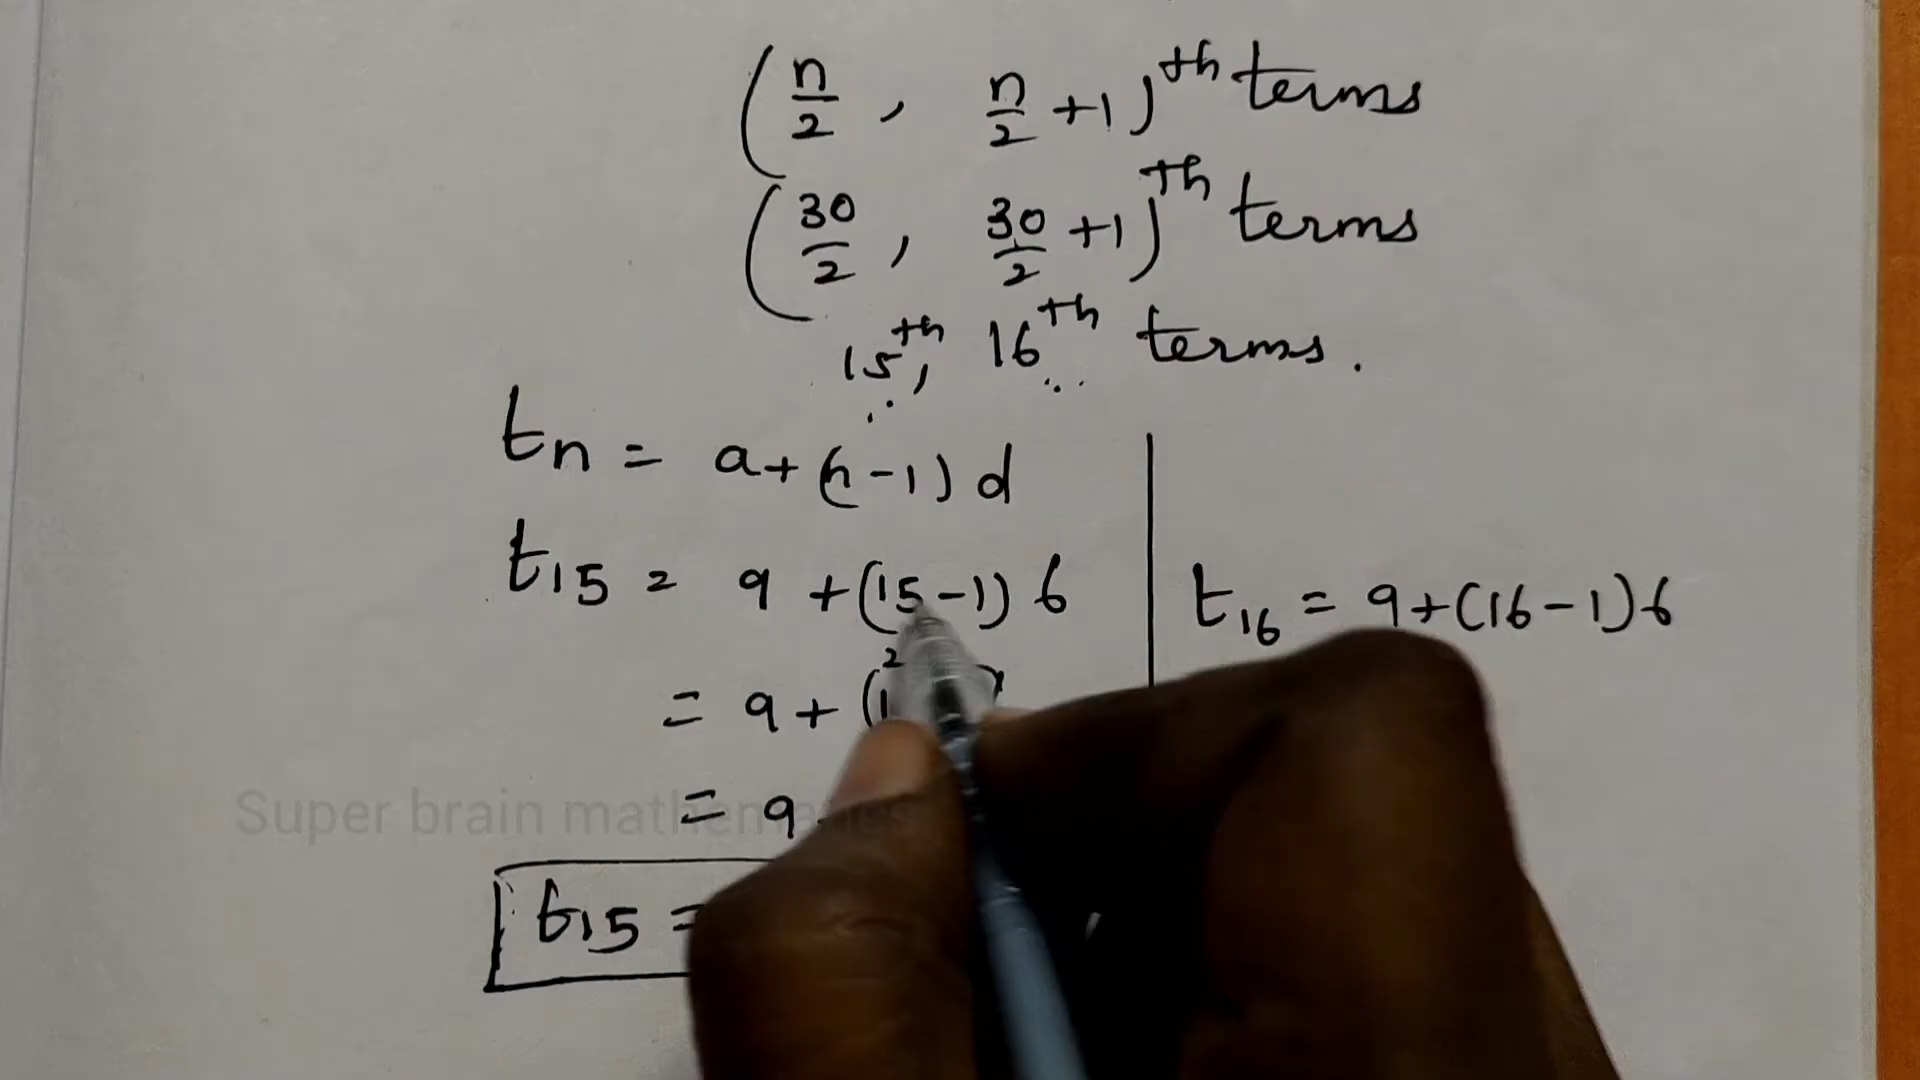 (n/2 , n/2 +1)th terms
(30/2 , 30/2 +1)th terms
15th, 16th terms.
tn = a+(n-1)d
t15 = 9 +(15-1) 6
= 9+(
= 9
t15 =
t16 = 9+(16-1)6
Super brain mathematics